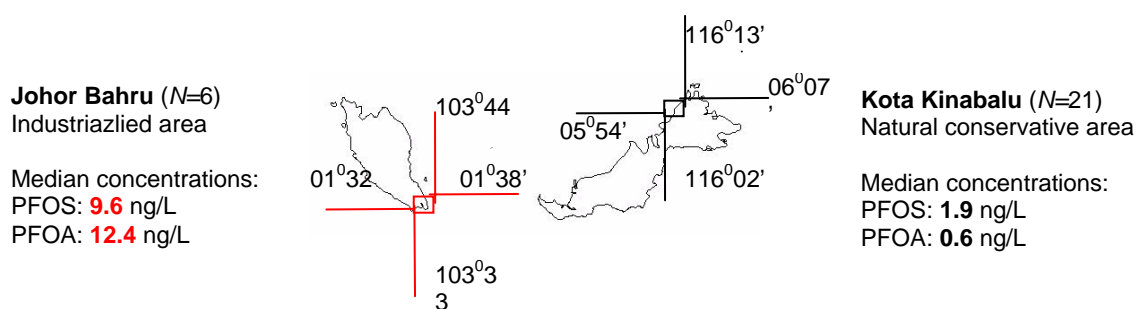 Johor Bahru (N=6)
Industriazlied area
Median concentrations:
PFOS: 9.6 ng/L
PFOA: 12.4 ng/L
103⁰44
01⁰32
01⁰38’
103⁰3
3
116⁰13’
06⁰07
’
05⁰54’
116⁰02’
Kota Kinabalu (N=21)
Natural conservative area
Median concentrations:
PFOS: 1.9 ng/L
PFOA: 0.6 ng/L